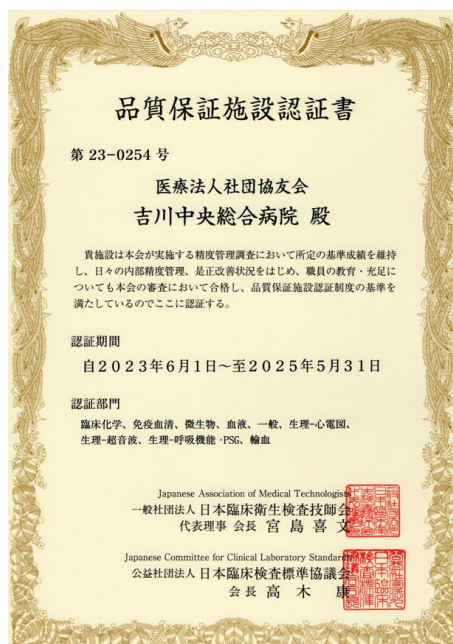 品質保証施設認証書
第 23-0254 号
医療法人社団協友会
吉川中央総合病院 殿
貴施設は本会が実施する精度管理調査において所定の基準成績を維持
し、日々の内部精度管理、是正改善状況をはじめ、職員の教育・充足に
ついても本会の審査において合格し、品質保証施設認証制度の基準を
満たしているのでここに認証する。
認証期間
自2023年6月1日～至2025年5月31日
認証部門
臨床化学、免疫血清、微生物、血液、一般、生理-心電図、
生理-超音波、生理-呼吸機能・PSG、輸血
Japanese Association of Medical Technologists
一般社団法人 日本臨床衛生検査技師会
代表理事 会長 宮島喜文
Japanese Committee for Clinical Laboratory Standards
公益社団法人 日本臨床検査標準協議会
会長 高木 康